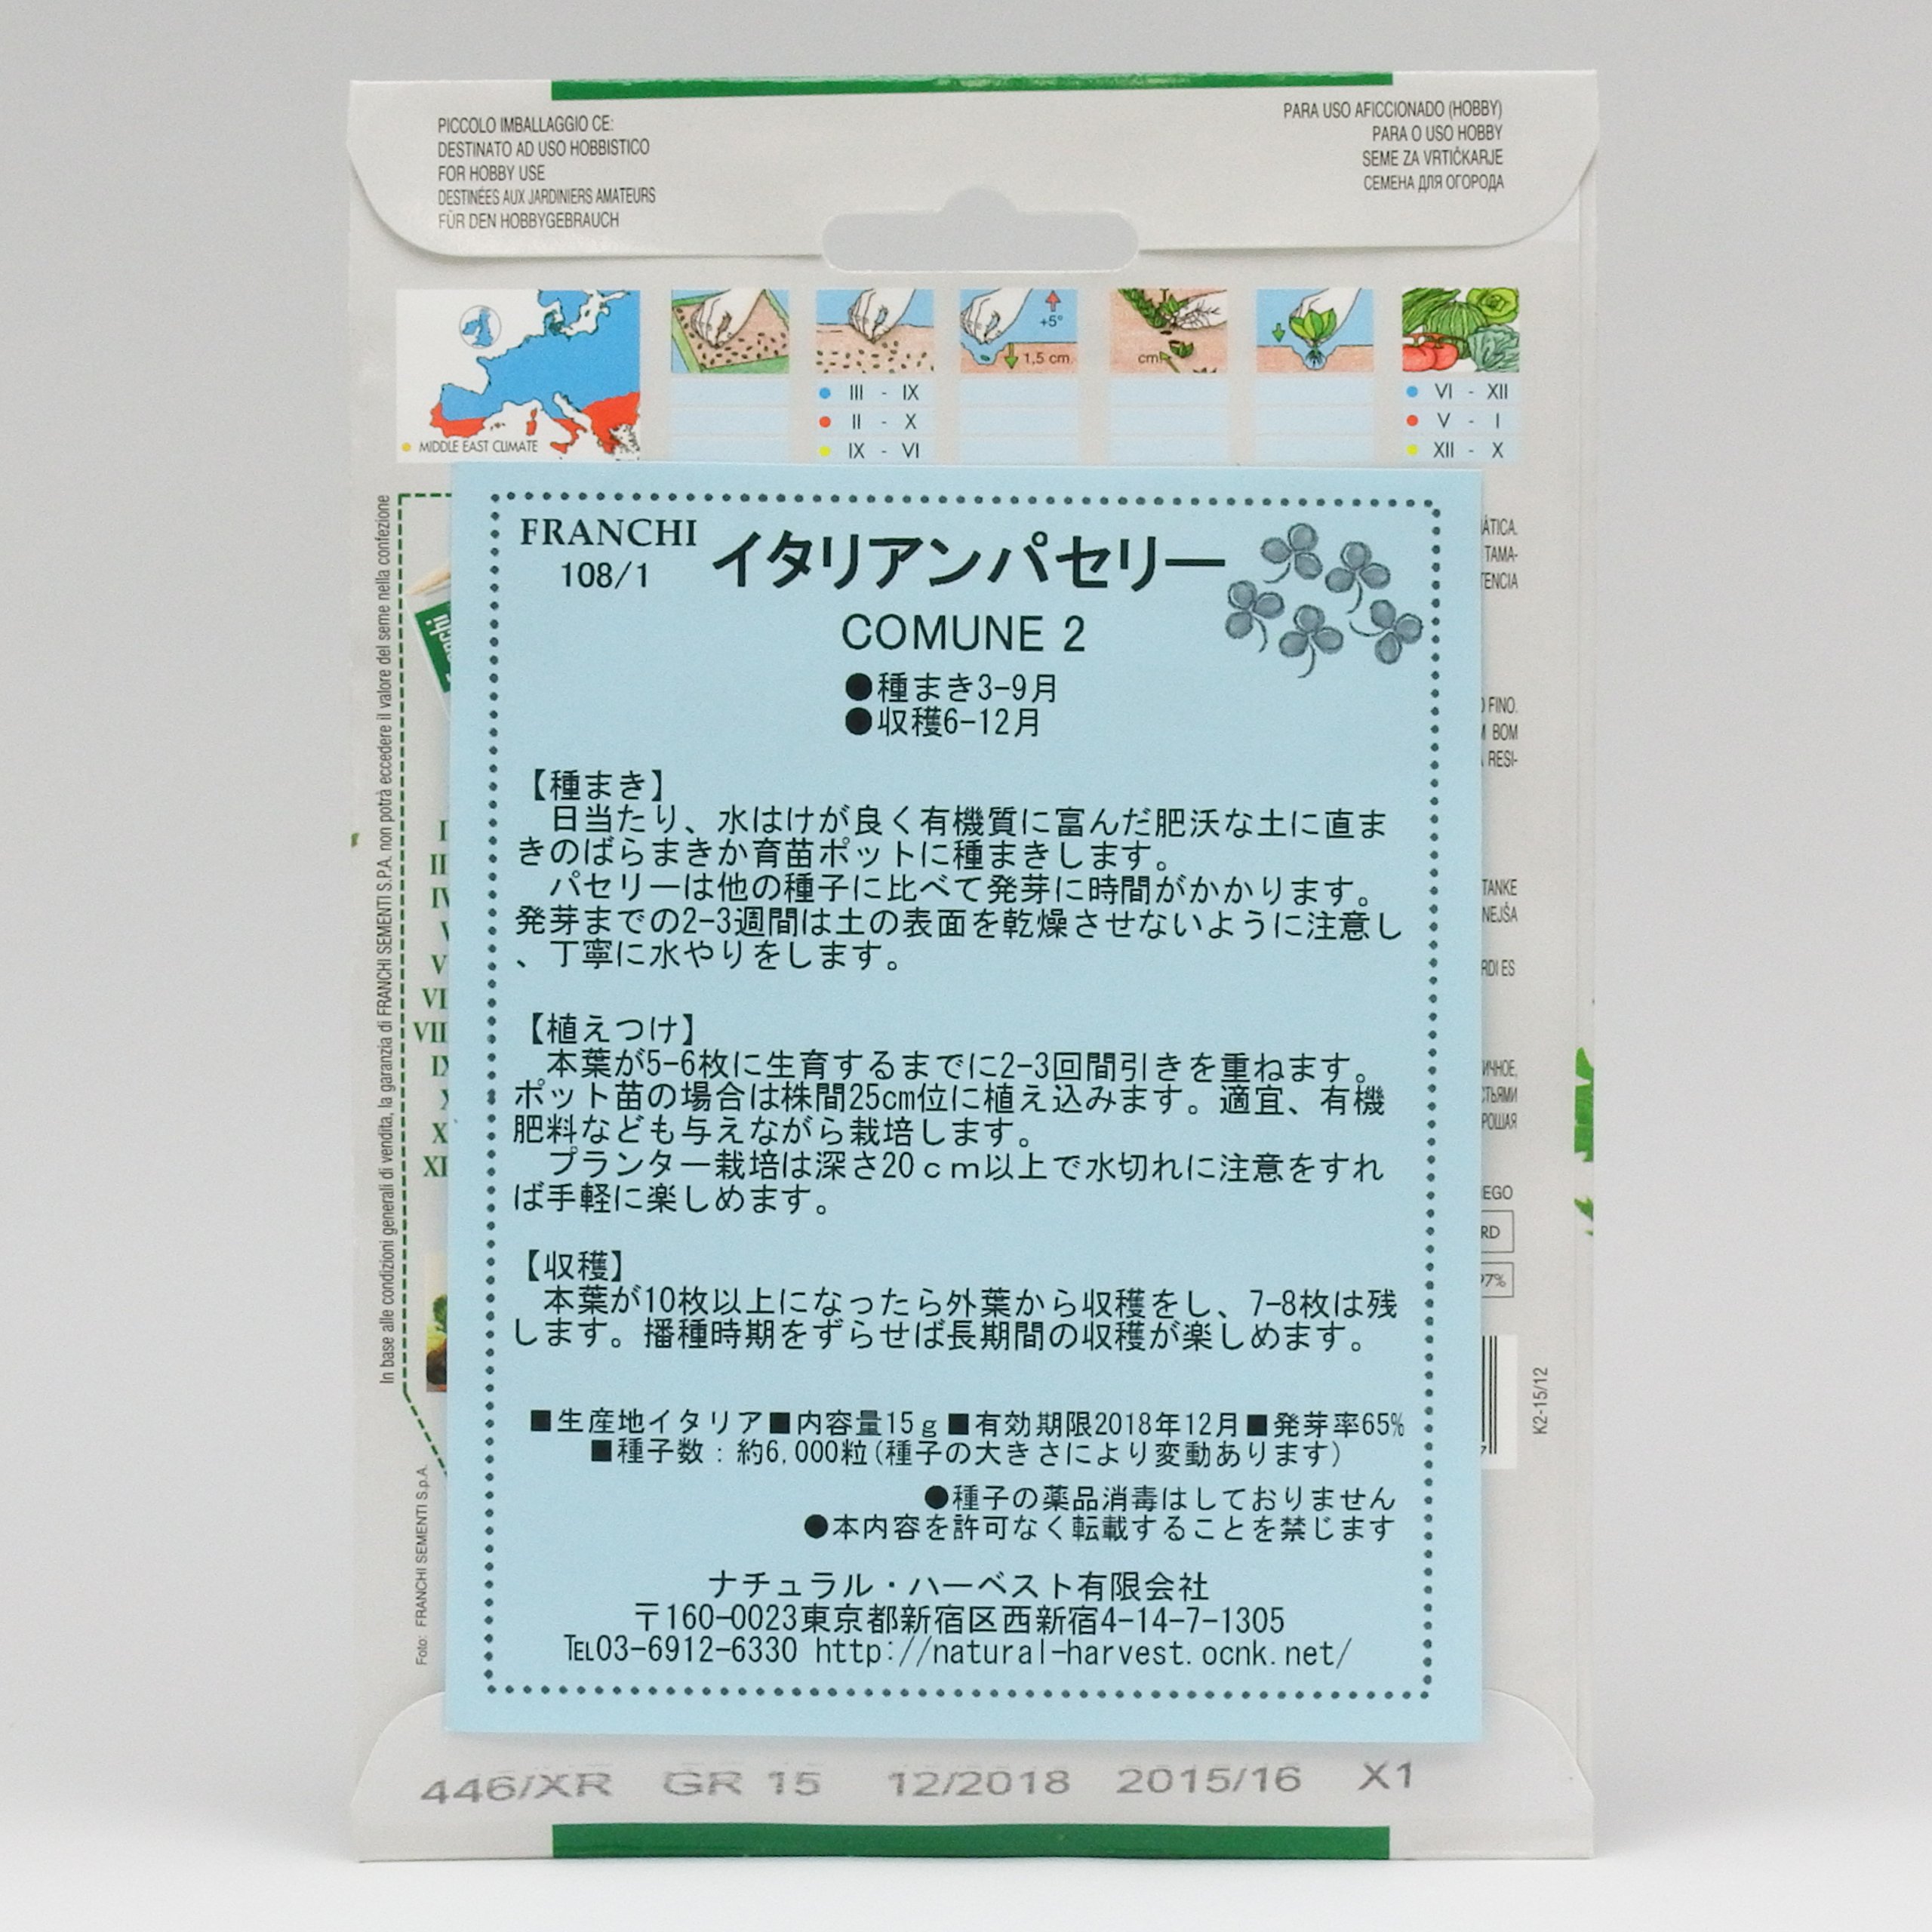 PICCOLO IMBALLAGGIO CE:
DESTINATO AD USO HOBBISTICO
FOR HOBBY USE
DESTINÉES AUX JARDINIERS AMATEURS
FÜR DEN HOBBYGEBRAUCH
PARA USO AFICCIONADO (HOBBY)
PARA O USO HOBBY
SEME ZA VRTIČKARJE
СЕМЕНА ДЛЯ ОГОРОДА
MIDDLE EAST CLIMATE
+5°
1,5 cm
cm
III - IX
II - X
IX - VI
VI - XII
V - I
XII - X
In base alle condizioni generali di vendita, la garanzia di FRANCHI SEMENTI S.P.A. non potrà eccedere il valore del seme nella confezione
Foto: FRANCHI SEMENTI S.p.A.
FRANCHI
108/1
イタリアンパセリー
COMUNE 2
●種まき3-9月
●収穫6-12月
【種まき】
日当たり、水はけが良く有機質に富んだ肥沃な土に直ま
きのばらまきか育苗ポットに種まきします。
パセリーは他の種子に比べて発芽に時間がかかります。
発芽までの2-3週間は土の表面を乾燥させないように注意し
、丁寧に水やりをします。
【植えつけ】
本葉が5-6枚に生育するまでに2-3回間引きを重ねます。
ポット苗の場合は株間25cm位に植え込みます。適宜、有機
肥料なども与えながら栽培します。
プランター栽培は深さ20ｃｍ以上で水切れに注意をすれ
ば手軽に楽しめます。
【収穫】
本葉が10枚以上になったら外葉から収穫をし、7-8枚は残
します。播種時期をずらせば長期間の収穫が楽しめます。
■生産地イタリア■内容量15ｇ■有効期限2018年12月■発芽率65%
■種子数：約6,000粒(種子の大きさにより変動あります)
●種子の薬品消毒はしておりません
●本内容を許可なく転載することを禁じます
ナチュラル・ハーベスト有限会社
〒160-0023東京都新宿区西新宿4-14-7-1305
℡03-6912-6330 http://natural-harvest.ocnk.net/
FINO.
BOM
K2-15/12
446/XR GR 15 12/2018 2015/16 X1